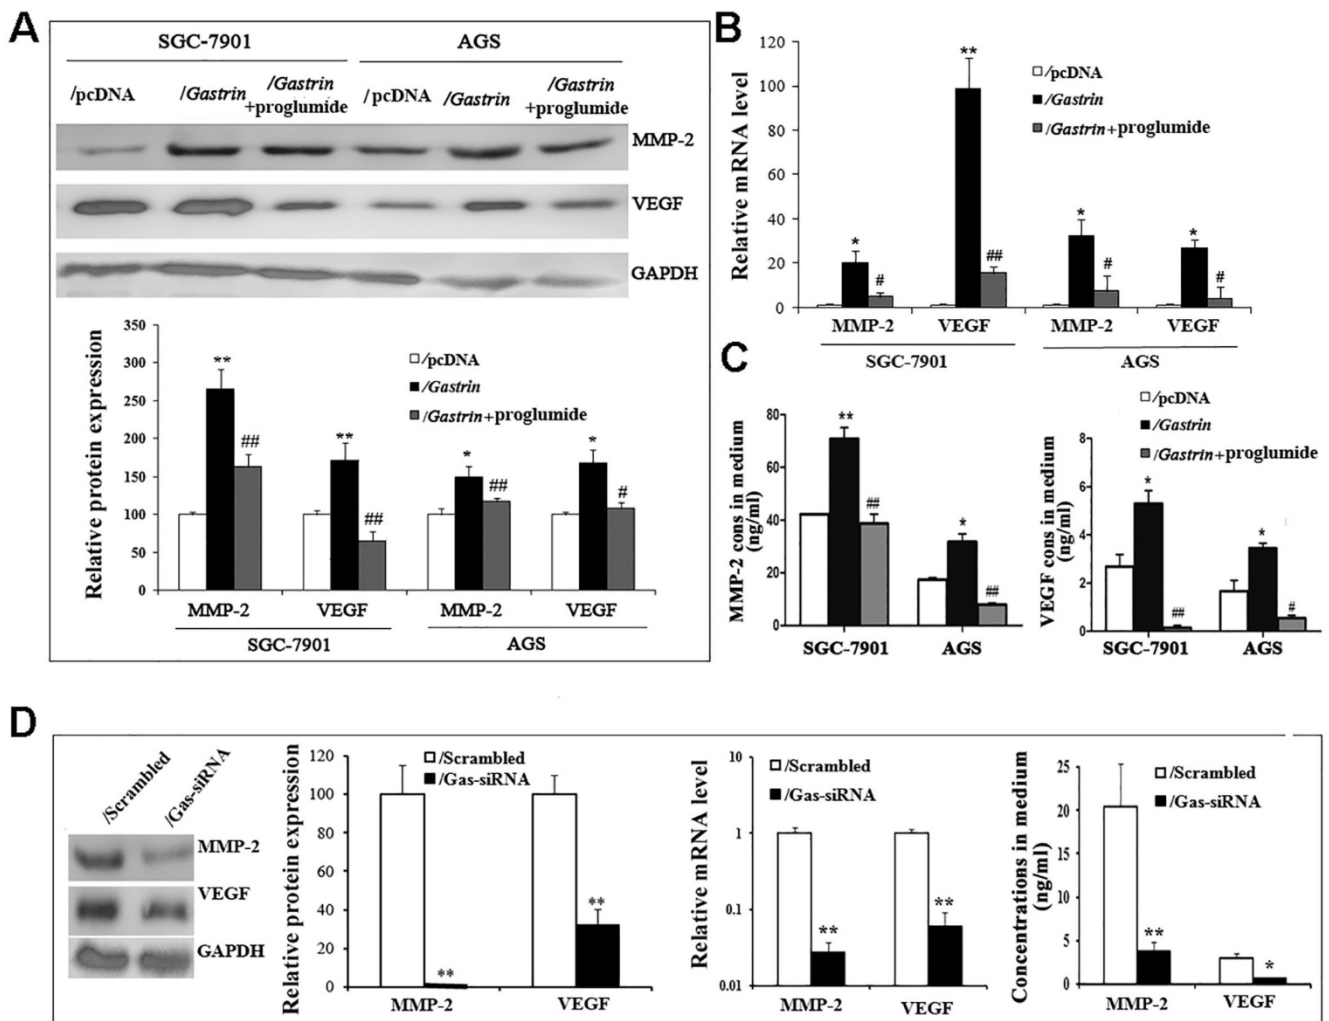 A
SGC-7901 AGS
/pcDNA /Gastrin /Gastrin +proglumide /pcDNA /Gastrin /Gastrin +proglumide
MMP-2
VEGF
GAPDH
Relative protein expression
350
300
250
200
150
100
50
0
/pcDNA
/Gastrin
/Gastrin+proglumide
** ## ** ## * ## * #
MMP-2 VEGF MMP-2 VEGF
SGC-7901 AGS
B
Relative mRNA level
120
100
80
60
40
20
0
/pcDNA
/Gastrin
/Gastrin+proglumide
* # ** ## * # * #
MMP-2 VEGF MMP-2 VEGF
SGC-7901 AGS
C
MMP-2 cons in medium
(ng/ml)
80
60
40
20
0
** ## * ##
SGC-7901 AGS
/pcDNA
/Gastrin
/Gastrin+proglumide
VEGF cons in medium
(ng/ml)
8
6
4
2
0
* ## * #
SGC-7901 AGS
D
/Scrambled /Gas-siRNA
MMP-2
VEGF
GAPDH
Relative protein expression
120
100
80
60
40
20
0
/Scrambled
/Gas-siRNA
** **
MMP-2 VEGF
Relative mRNA level
10
1
0.1
0.01
/Scrambled
/Gas-siRNA
** **
MMP-2 VEGF
Concentrations in medium
(ng/ml)
25
20
15
10
5
0
/Scrambled
/Gas-siRNA
** *
MMP-2 VEGF